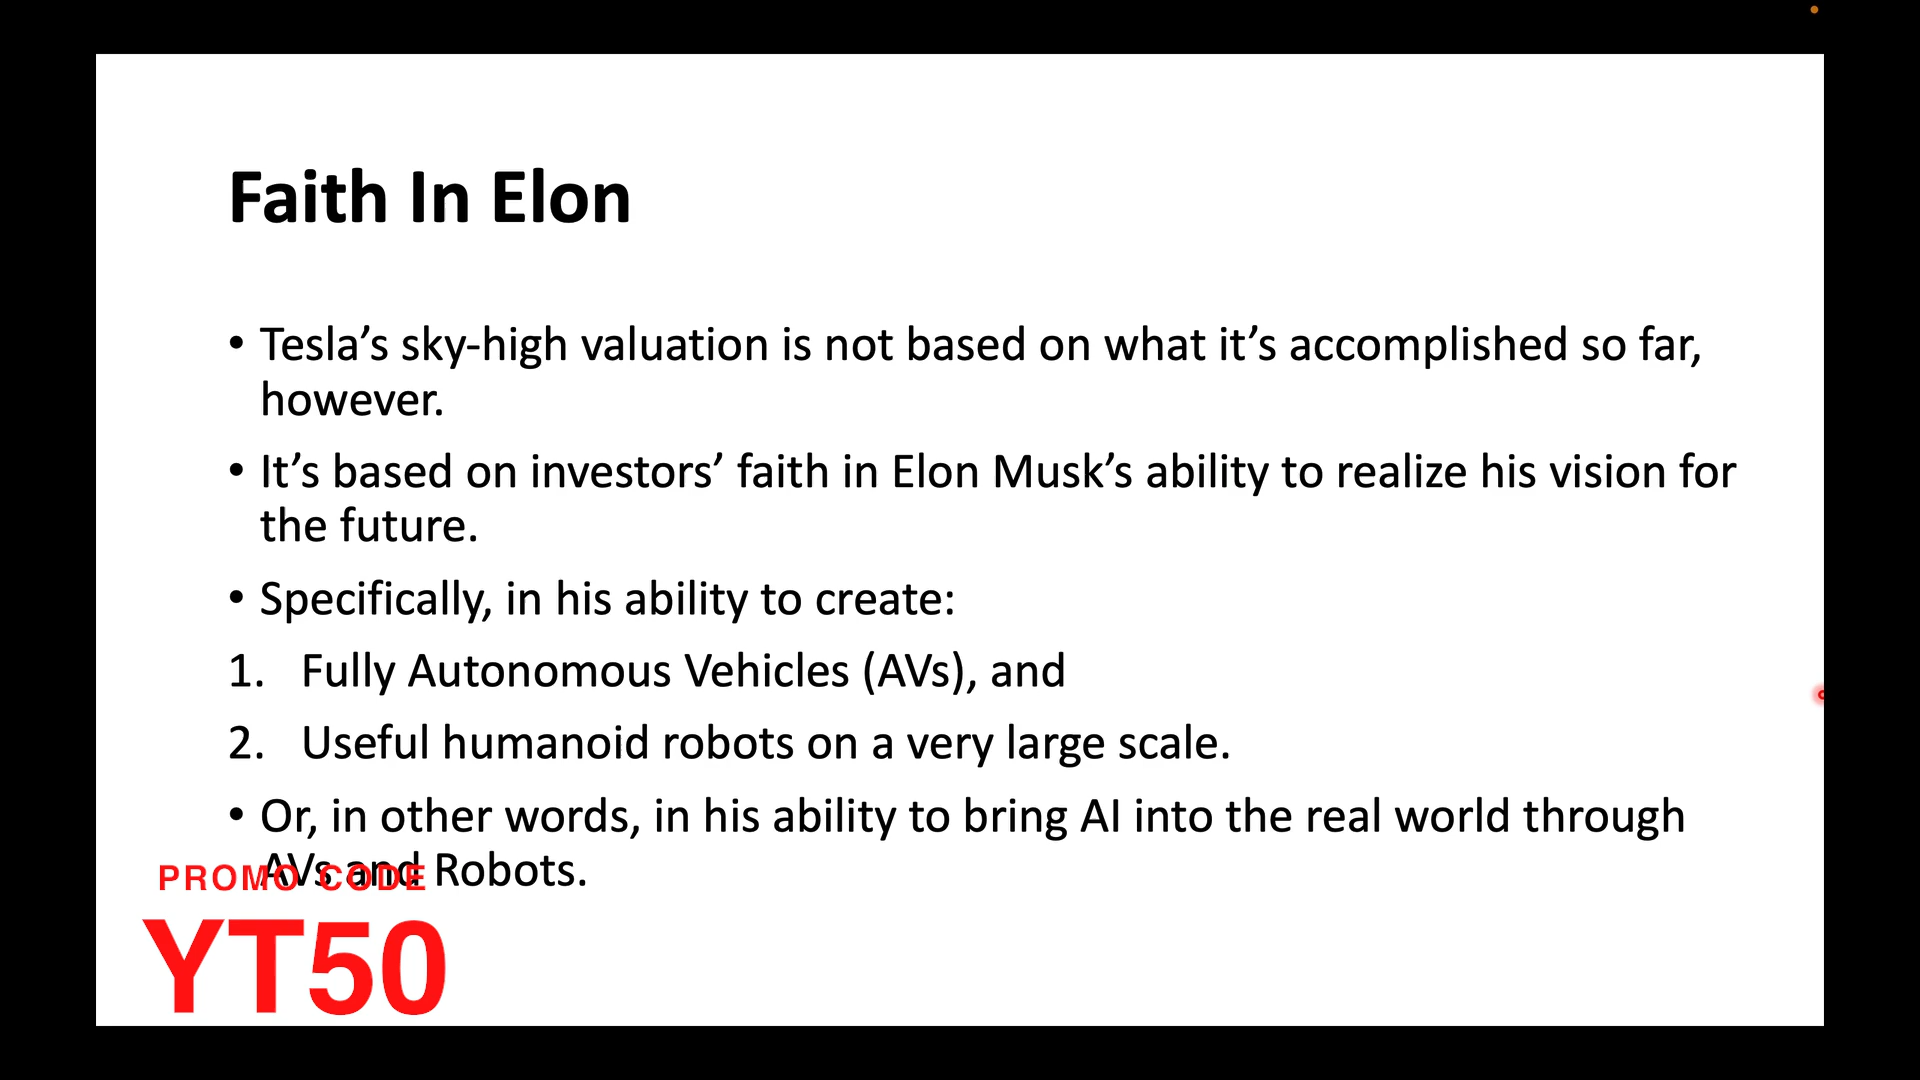 Faith In Elon
• Tesla’s sky-high valuation is not based on what it’s accomplished so far,
however.
• It’s based on investors’ faith in Elon Musk’s ability to realize his vision for
the future.
• Specifically, in his ability to create:
1. Fully Autonomous Vehicles (AVs), and
2. Useful humanoid robots on a very large scale.
• Or, in other words, in his ability to bring AI into the real world through
AVs and Robots.
PROMO CODE
YT50